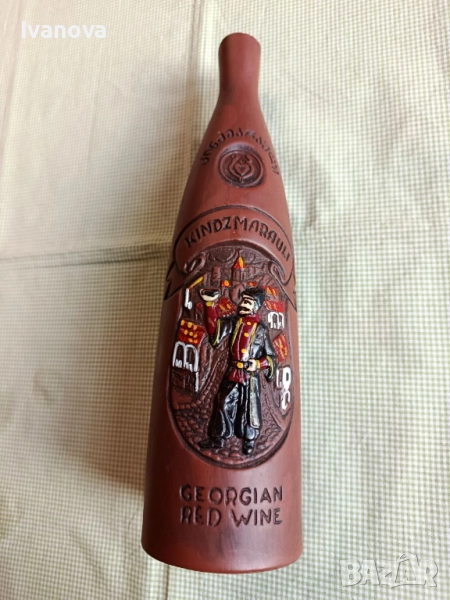 Ivanova
KINDZMARAULI
GEORGIAN
RED WINE
BAZAR